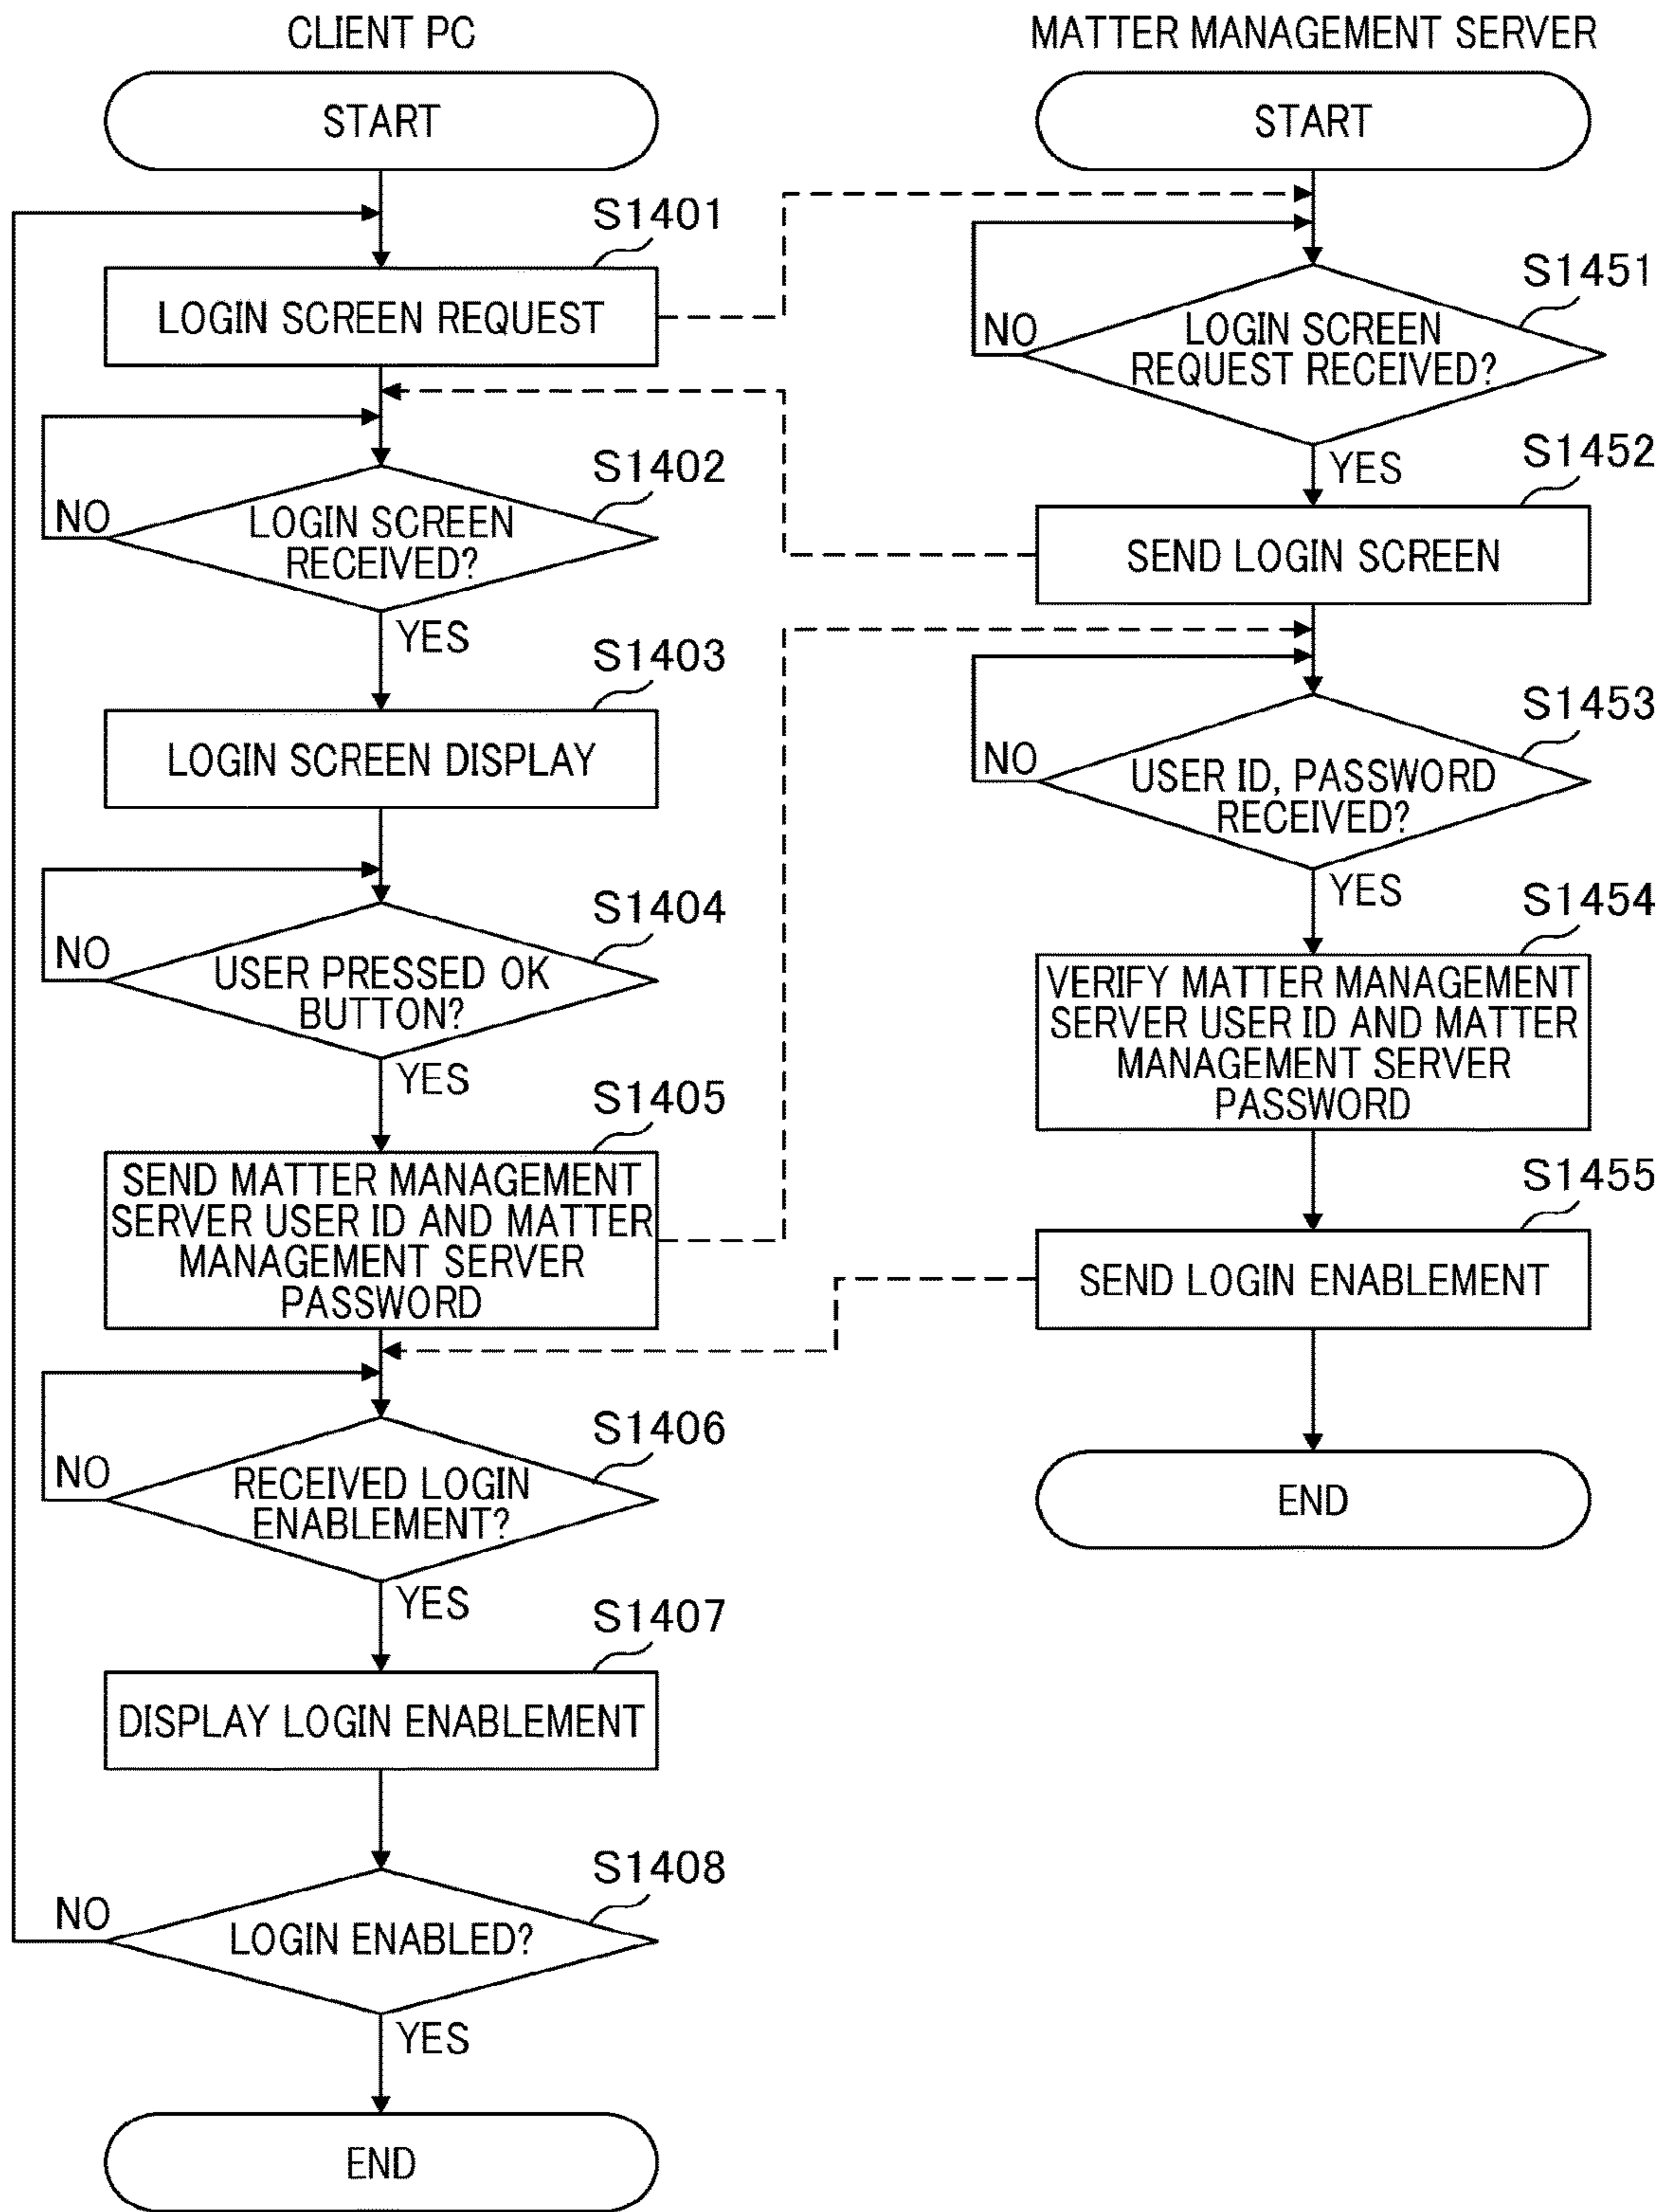 CLIENT PC
START
S1401
LOGIN SCREEN REQUEST
S1402
NO
LOGIN SCREEN
RECEIVED?
YES
S1403
LOGIN SCREEN DISPLAY
S1404
NO
USER PRESSED OK
BUTTON?
YES
S1405
SEND MATTER MANAGEMENT
SERVER USER ID AND MATTER
MANAGEMENT SERVER
PASSWORD
S1406
NO
RECEIVED LOGIN
ENABLEMENT?
YES
S1407
DISPLAY LOGIN ENABLEMENT
S1408
NO
LOGIN ENABLED?
YES
END
MATTER MANAGEMENT SERVER
START
S1451
NO
LOGIN SCREEN
REQUEST RECEIVED?
YES
S1452
SEND LOGIN SCREEN
S1453
NO
USER ID, PASSWORD
RECEIVED?
YES
S1454
VERIFY MATTER MANAGEMENT
SERVER USER ID AND MATTER
MANAGEMENT SERVER
PASSWORD
S1455
SEND LOGIN ENABLEMENT
END